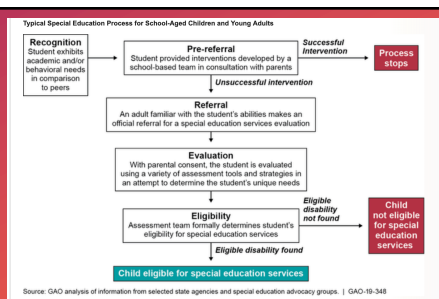 Typical Special Education Process for School-Aged Children and Young Adults
Recognition
Student exhibits
academic and/or
behavioral needs
in comparison
to peers
Pre-referral
Student provided interventions developed by a
school-based team in consultation with parents
Successful
Intervention
Process
stops
Unsuccessful intervention
Referral
An adult familiar with the student's abilities makes an
official referral for a special education services evaluation
Evaluation
With parental consent, the student is evaluated
using a variety of assessment tools and strategies in
an attempt to determine the student's unique needs
Eligibility
Assessment team formally determines student's
eligibility for special education services
Eligible
disability
not found
Child
not eligible
for special
education
services
Eligible disability found
Child eligible for special education services
Source: GAO analysis of information from selected state agencies and special education advocacy groups. | GAO-19-348